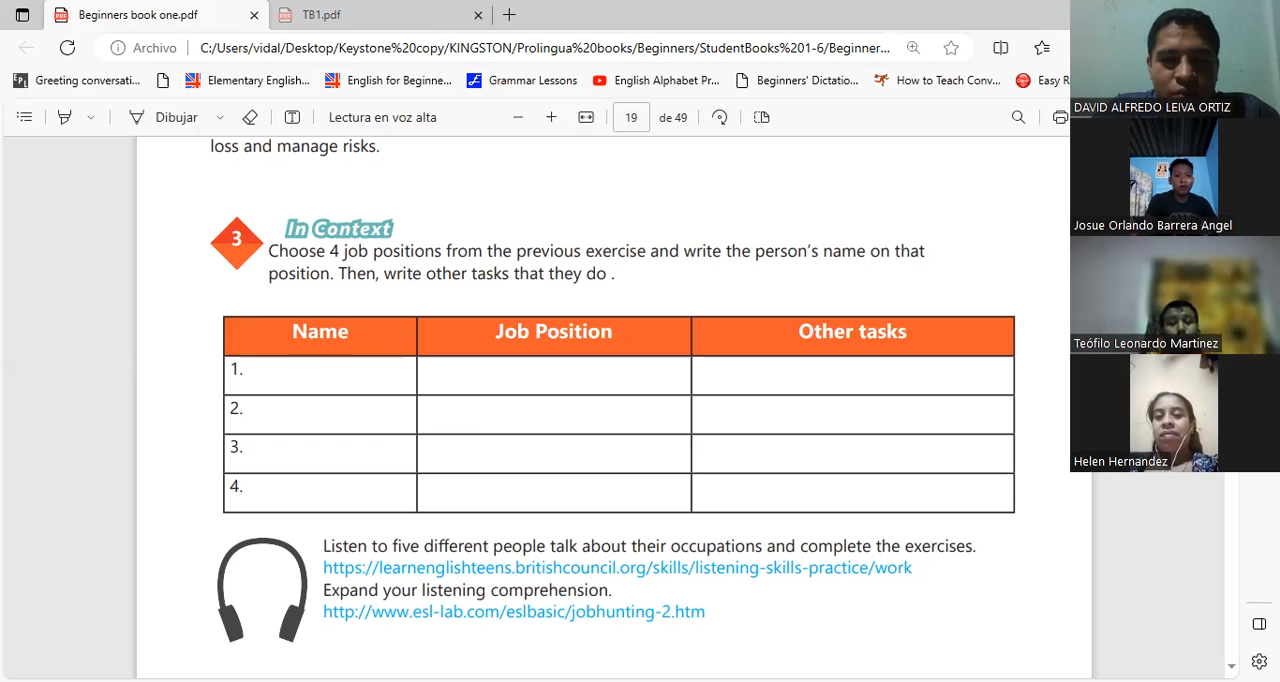 Beginners book one.pdf
TB1.pdf
Archivo
C:/Users/vidal/Desktop/Keystone%20copy/KINGSTON/Prolingua%20books/Beginners/StudentBooks%201-6/Beginner...
Greeting conversati...
Elementary English...
English for Beginne...
Grammar Lessons
English Alphabet Pr...
Beginners' Dictatio...
How to Teach Conv...
Easy R
Dibujar
Lectura en voz alta
19
de 49
loss and manage risks.
3
In Context
Choose 4 job positions from the previous exercise and write the person's name on that
position. Then, write other tasks that they do .
Name
Job Position
Other tasks
1.
2.
3.
4.
Listen to five different people talk about their occupations and complete the exercises.
https://learnenglishteens.britishcouncil.org/skills/listening-skills-practice/work
Expand your listening comprehension.
http://www.esl-lab.com/eslbasic/jobhunting-2.htm
DAVID ALFREDO LEIVA ORTIZ
Josue Orlando Barrera Angel
Teófilo Leonardo Martinez
Helen Hernandez